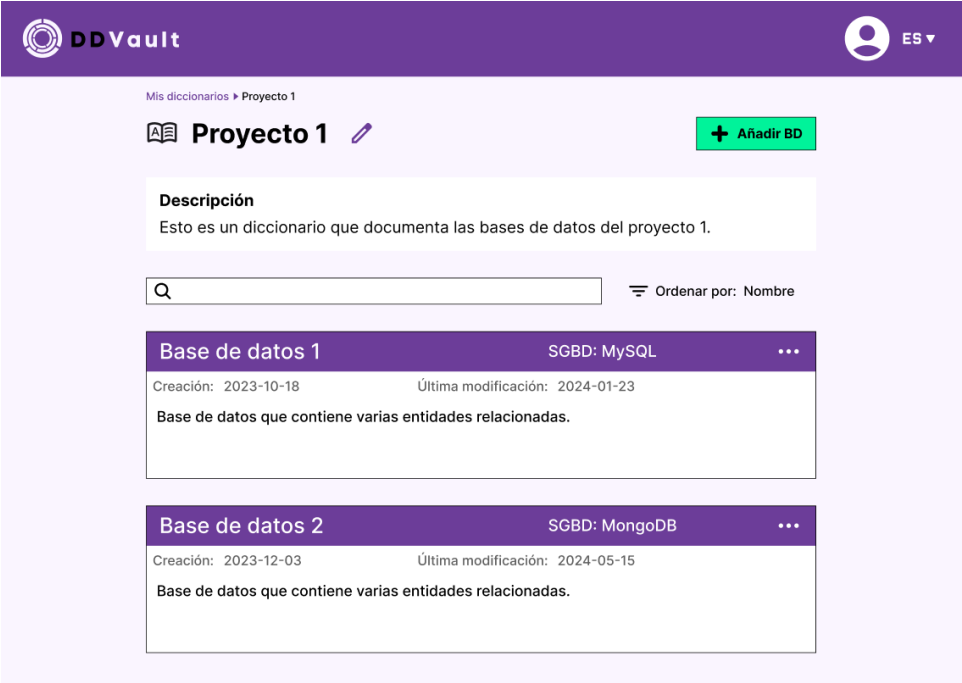 DDVault
ES
Mis diccionarios Proyecto 1
Proyecto 1
Añadir BD
Descripción
Esto es un diccionario que documenta las bases de datos del proyecto 1.
Ordenar por: Nombre
Base de datos 1 SGBD: MySQL
Creación: 2023-10-18 Última modificación: 2024-01-23
Base de datos que contiene varias entidades relacionadas.
Base de datos 2 SGBD: MongoDB
Creación: 2023-12-03 Última modificación: 2024-05-15
Base de datos que contiene varias entidades relacionadas.